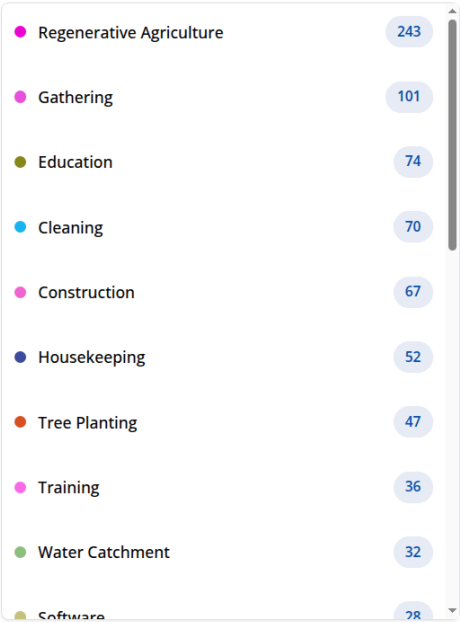 Regenerative Agriculture 243
Gathering 101
Education 74
Cleaning 70
Construction 67
Housekeeping 52
Tree Planting 47
Training 36
Water Catchment 32
Software 28